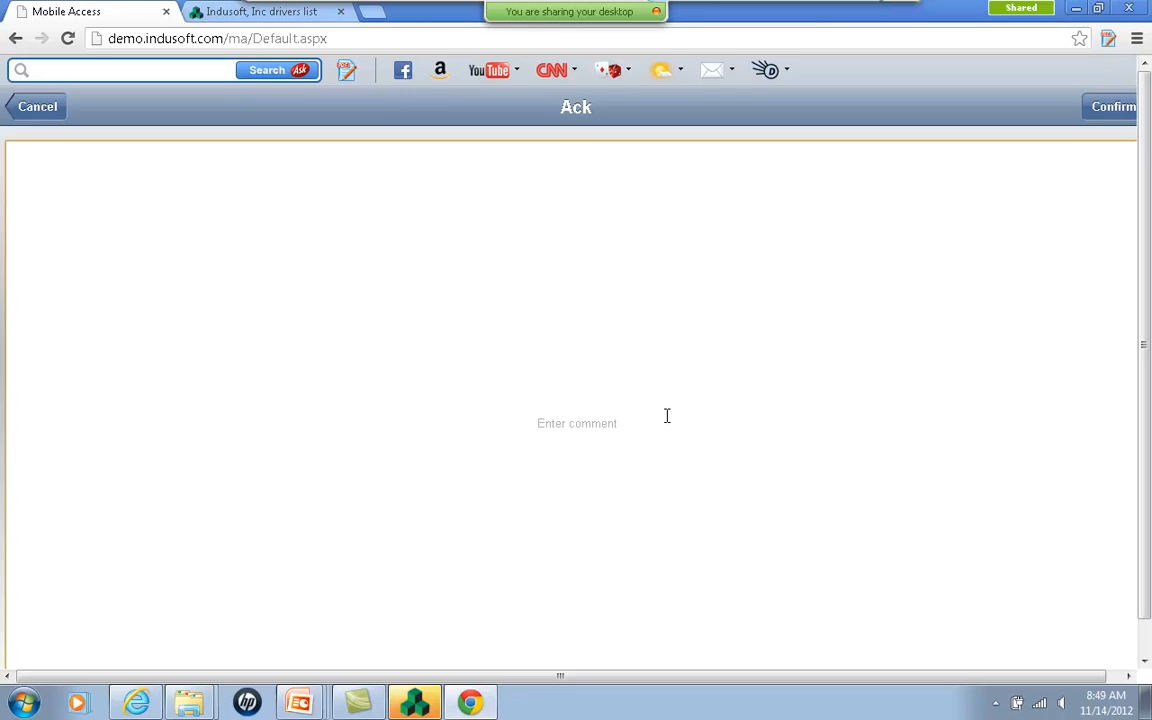 Mobile Access
Indusoft, Inc drivers list
You are sharing your desktop
Shared
demo.indusoft.com/ma/Default.aspx
Search Ask
a
YouTube
CNN
Cancel
Ack
Confirm
Enter comment
8:49 AM
11/14/2012